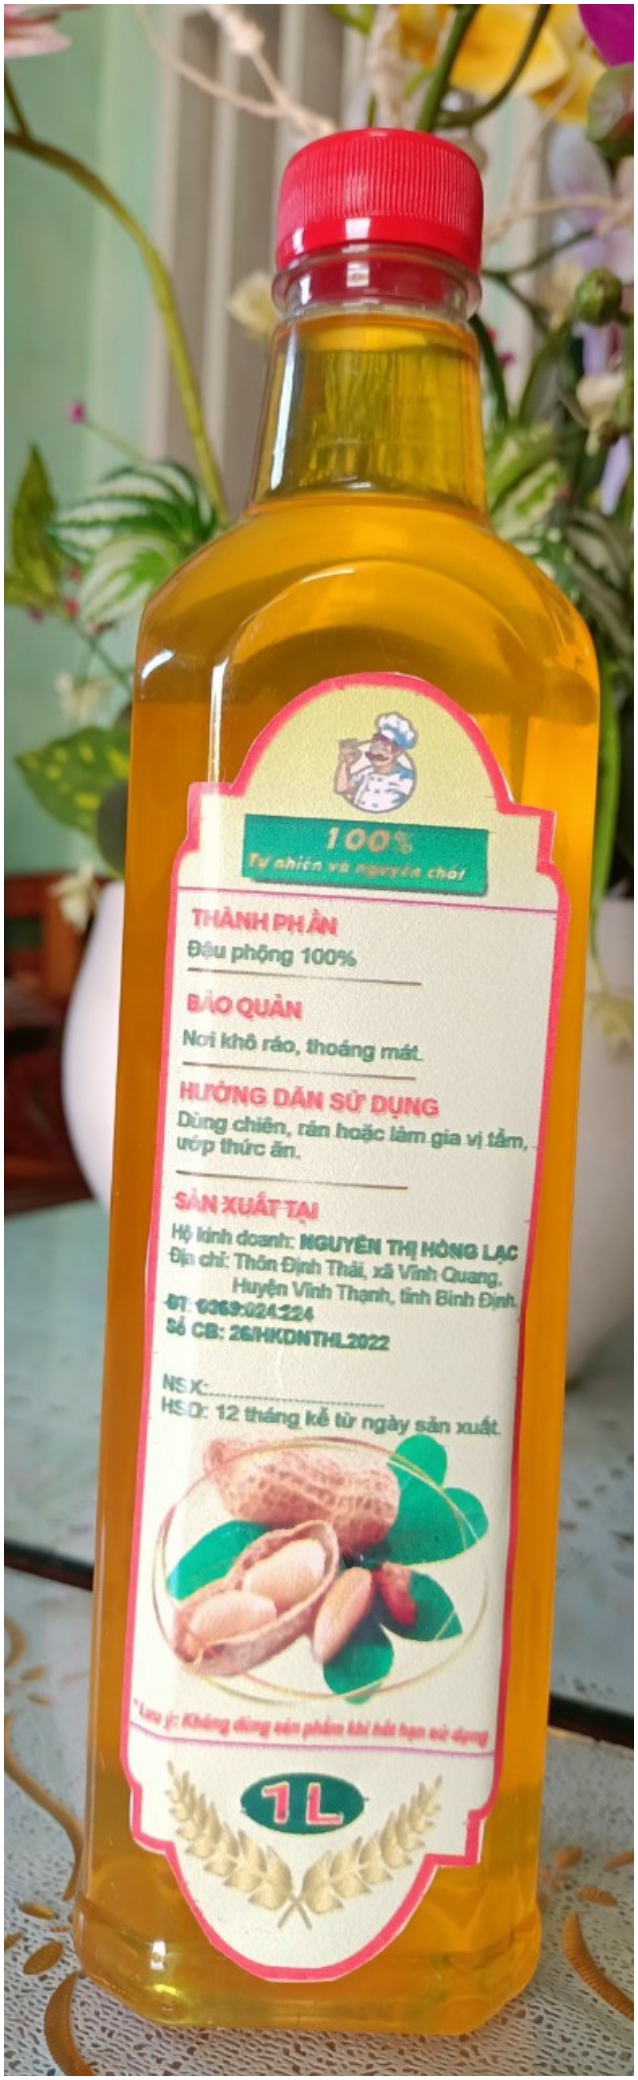 100%
Tự nhiên và nguyên chất
THÀNH PHẦN
Đậu phộng 100%
BẢO QUẢN
Nơi khô ráo, thoáng mát.
HƯỚNG DẪN SỬ DỤNG
Dùng chiên, rán hoặc làm gia vị tẩm,
ướp thức ăn.
SẢN XUẤT TẠI
Hộ kinh doanh: NGUYỄN THỊ HỒNG LẠC
Địa chỉ: Thôn Định Thái, xã Vĩnh Quang,
Huyện Vĩnh Thạnh, tỉnh Bình Định.
ĐT: 0369.024.224
Số CB: 26/HKDNTHL2022
NSX:
HSD: 12 tháng kể từ ngày sản xuất.
* Lưu ý: Không dùng sản phẩm khi hết hạn sử dụng
1L